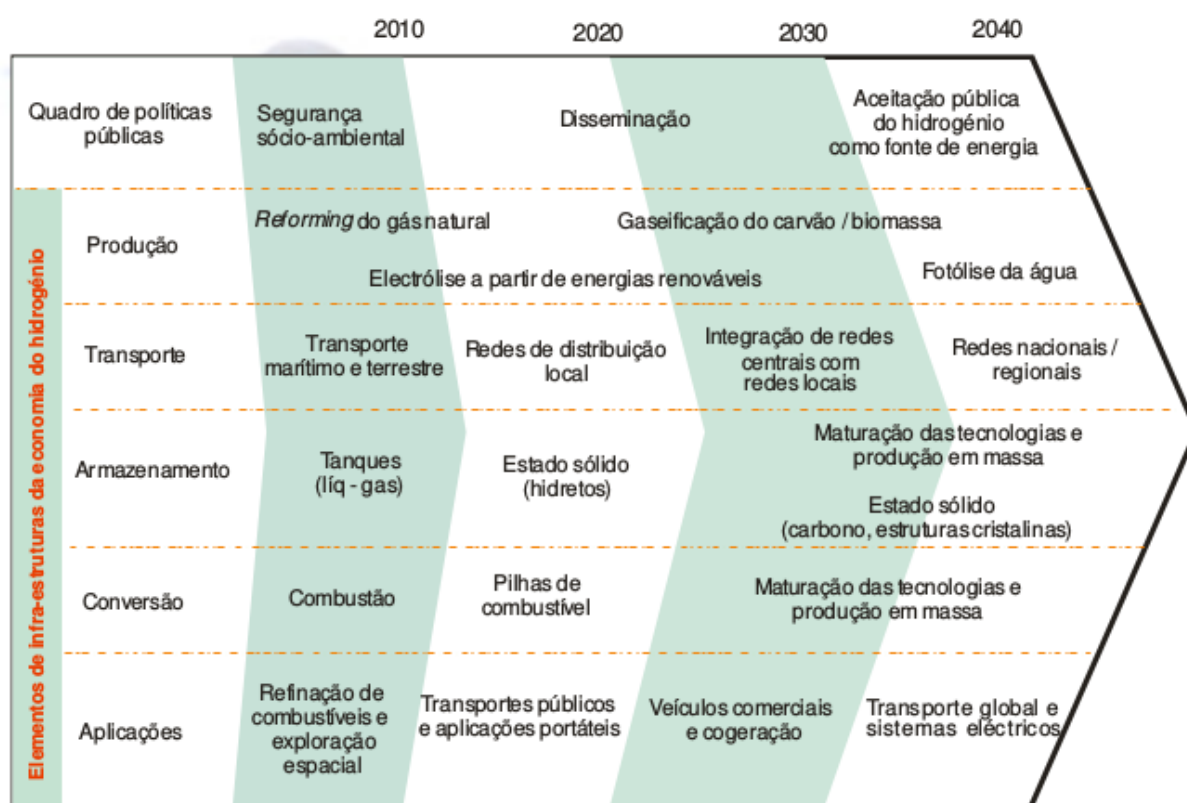 2010
2020
2030
2040
Quadro de políticas
públicas
Segurança
sócio-ambiental
Disseminação
Aceitação pública
do hidrogénio
como fonte de energia
Elementos de infra-estruturas da economia do hidrogénio
Produção
Reforming do gás natural
Gaseificação do carvão / biomassa
Electrólise a partir de energias renováveis
Fotólise da água
Transporte
Transporte
marítimo e terrestre
Redes de distribuição
local
Integração de redes
centrais com
redes locais
Redes nacionais /
regionais
Armazenamento
Tanques
(líq - gas)
Estado sólido
(hidretos)
Maturação das tecnologias e
produção em massa
Estado sólido
(carbono, estruturas cristalinas)
Conversão
Combustão
Pilhas de
combustível
Maturação das tecnologias e
produção em massa
Aplicações
Refinação de
combustíveis e
exploração
espacial
Transportes públicos
e aplicações portáteis
Veículos comerciais
e cogeração
Transporte global e
sistemas eléctricos